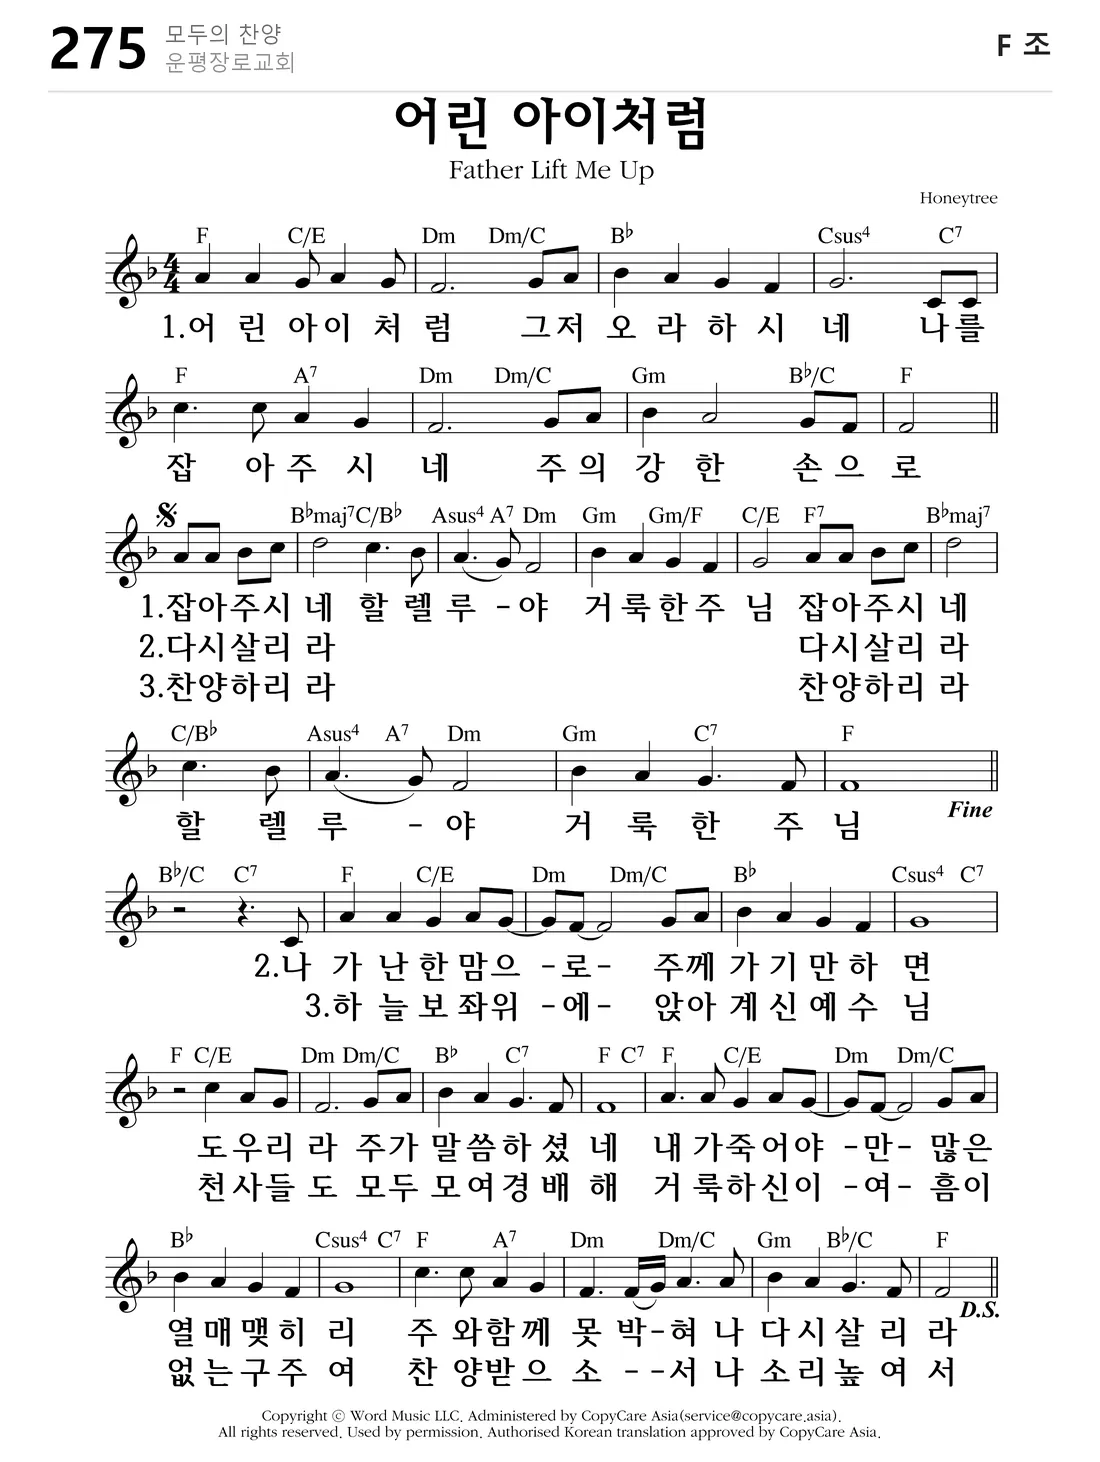 275 모두의 찬양
운평장로교회
F 조
어린 아이처럼
Father Lift Me Up
Honeytree
F C/E Dm Dm/C B♭ Csus4 C7
1.어 린 아이 처 럼 그저 오 라 하 시 네 나를
F A7 Dm Dm/C Gm B♭/C F
잡 아 주 시 네 주 의 강 한 손 으 로
B♭maj7 C/B♭ Asus4 A7 Dm Gm Gm/F C/E F7 B♭maj7
1.잡아주시 네 할 렐 루 -야 거 룩 한 주 님 잡아주시 네
2.다시살리 라 다시살리 라
3.찬양하리 라 찬양하리 라
C/B♭ Asus4 A7 Dm Gm C7 F
Fine
할 렐 루 - 야 거 룩 한 주 님
B♭/C C7 F C/E Dm Dm/C B♭ Csus4 C7
2.나 가 난 한 맘으 -로- 주께 가 기 만 하 면
3.하 늘 보 좌위 -에- 앉아 계 신 예 수 님
F C/E Dm Dm/C B♭ C7 F C7 F C/E Dm Dm/C
도우리 라 주가 말 씀 하 셨 네 내 가죽어야 -만- 많은
천사들 도 모두 모 여 경 배 해 거 룩하신이 -여- 흠이
B♭ Csus4 C7 F A7 Dm Dm/C Gm B♭/C F
D.S.
열 매 맺 히 리 주 와함 께 못 박-혀 나 다 시 살 리 라
없 는 구 주 여 찬 양받 으 소 --서 나 소 리 높 여 서
Copyright ⓒ Word Music LLC. Administered by CopyCare Asia(service@copycare.asia).
All rights reserved. Used by permission. Authorised Korean translation approved by CopyCare Asia.